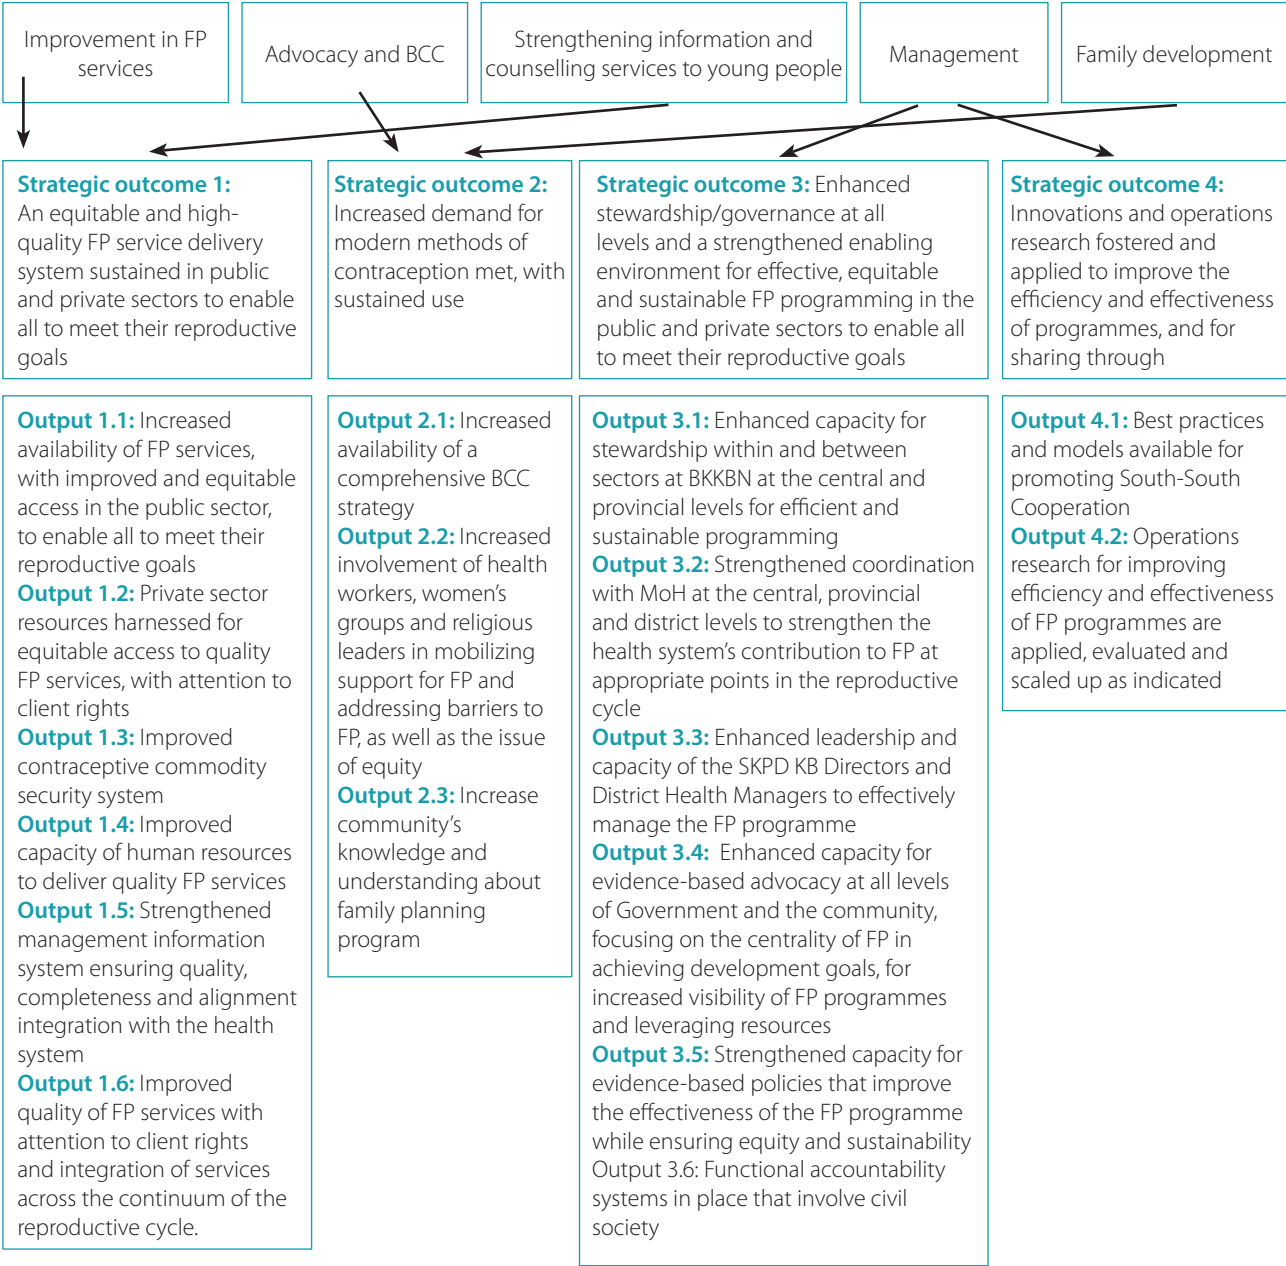 Improvement in FP
services
Advocacy and BCC
Strengthening information and
counselling services to young people
Management
Family development
Strategic outcome 1:
An equitable and high-
quality FP service delivery
system sustained in public
and private sectors to enable
all to meet their reproductive
goals
Strategic outcome 2:
Increased demand for
modern methods of
contraception met, with
sustained use
Strategic outcome 3: Enhanced
stewardship/governance at all
levels and a strengthened enabling
environment for effective, equitable
and sustainable FP programming in the
public and private sectors to enable all
to meet their reproductive goals
Strategic outcome 4:
Innovations and operations
research fostered and
applied to improve the
efficiency and effectiveness
of programmes, and for
sharing through
Output 1.1: Increased
availability of FP services,
with improved and equitable
access in the public sector,
to enable all to meet their
reproductive goals
Output 1.2: Private sector
resources harnessed for
equitable access to quality
FP services, with attention to
client rights
Output 1.3: Improved
contraceptive commodity
security system
Output 1.4: Improved
capacity of human resources
to deliver quality FP services
Output 1.5: Strengthened
management information
system ensuring quality,
completeness and alignment
integration with the health
system
Output 1.6: Improved
quality of FP services with
attention to client rights
and integration of services
across the continuum of the
reproductive cycle.
Output 2.1: Increased
availability of a
comprehensive BCC
strategy
Output 2.2: Increased
involvement of health
workers, women's
groups and religious
leaders in mobilizing
support for FP and
addressing barriers to
FP, as well as the issue
of equity
Output 2.3: Increase
community's
knowledge and
understanding about
family planning
program
Output 3.1: Enhanced capacity for
stewardship within and between
sectors at BKKBN at the central and
provincial levels for efficient and
sustainable programming
Output 3.2: Strengthened coordination
with MoH at the central, provincial
and district levels to strengthen the
health system's contribution to FP at
appropriate points in the reproductive
cycle
Output 3.3: Enhanced leadership and
capacity of the SKPD KB Directors and
District Health Managers to effectively
manage the FP programme
Output 3.4: Enhanced capacity for
evidence-based advocacy at all levels
of Government and the community,
focusing on the centrality of FP in
achieving development goals, for
increased visibility of FP programmes
and leveraging resources
Output 3.5: Strengthened capacity for
evidence-based policies that improve
the effectiveness of the FP programme
while ensuring equity and sustainability
Output 3.6: Functional accountability
systems in place that involve civil
society
Output 4.1: Best practices
and models available for
promoting South-South
Cooperation
Output 4.2: Operations
research for improving
efficiency and effectiveness
of FP programmes are
applied, evaluated and
scaled up as indicated